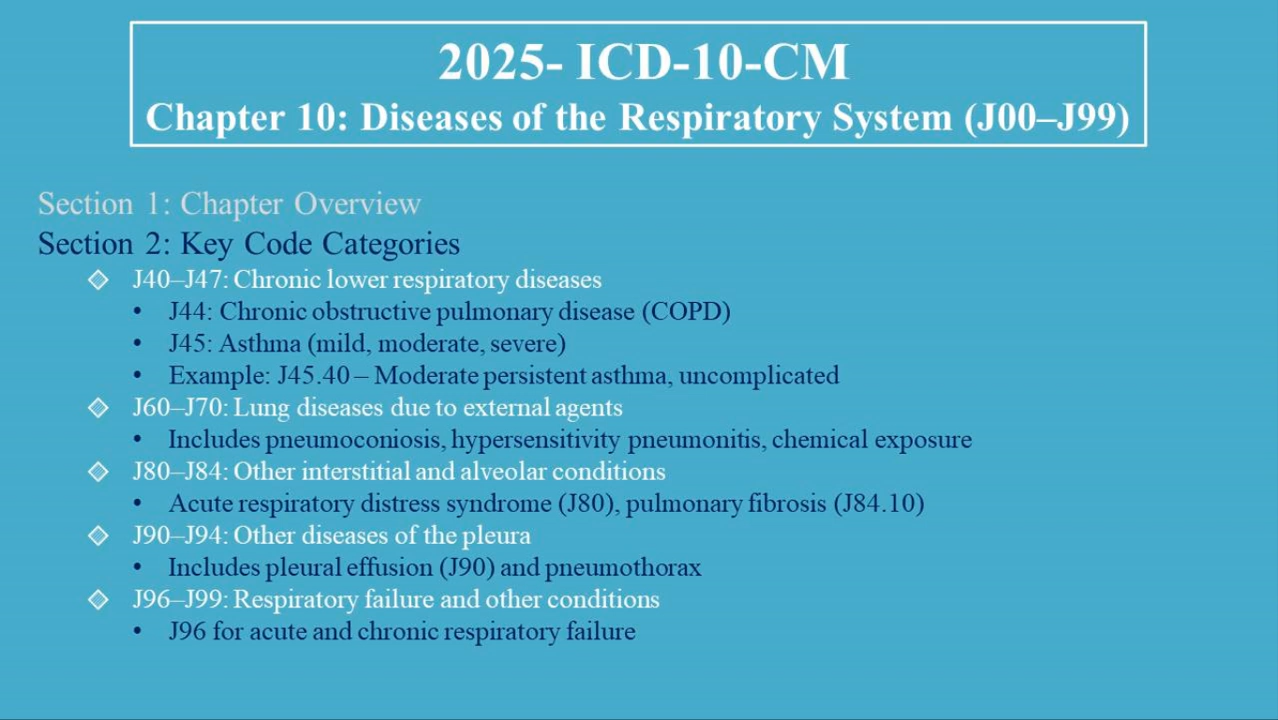 2025- ICD-10-CM
Chapter 10: Diseases of the Respiratory System (J00–J99)
Section 1: Chapter Overview
Section 2: Key Code Categories
◇ J40–J47: Chronic lower respiratory diseases
• J44: Chronic obstructive pulmonary disease (COPD)
• J45: Asthma (mild, moderate, severe)
• Example: J45.40 – Moderate persistent asthma, uncomplicated
◇ J60–J70: Lung diseases due to external agents
• Includes pneumoconiosis, hypersensitivity pneumonitis, chemical exposure
◇ J80–J84: Other interstitial and alveolar conditions
• Acute respiratory distress syndrome (J80), pulmonary fibrosis (J84.10)
◇ J90–J94: Other diseases of the pleura
• Includes pleural effusion (J90) and pneumothorax
◇ J96–J99: Respiratory failure and other conditions
• J96 for acute and chronic respiratory failure